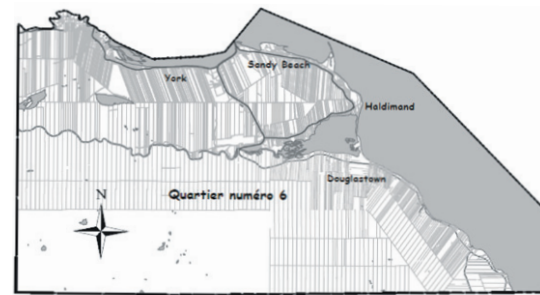 Sandy Beach
York
Haldimand
Douglastown
Quartier numéro 6
N